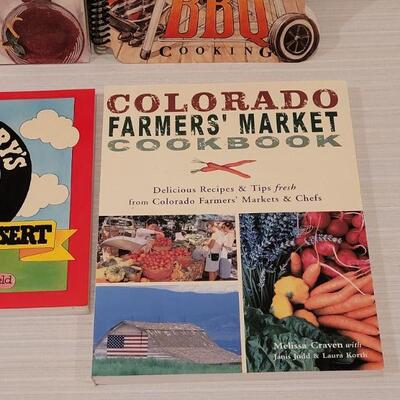 BBQ
COOKING
COLORADO
FARMERS' MARKET
COOKBOOK
Delicious Recipes & Tips fresh
from Colorado Farmers' Markets & Chefs
Melissa Craven with
Janis Judd & Laura Korth